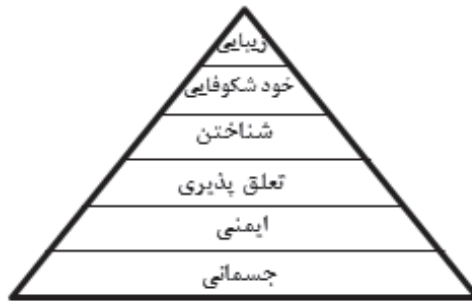 زیبایی
خود شکوفایی
شناختن
تعلق پذیری
ایمنی
جسمانی